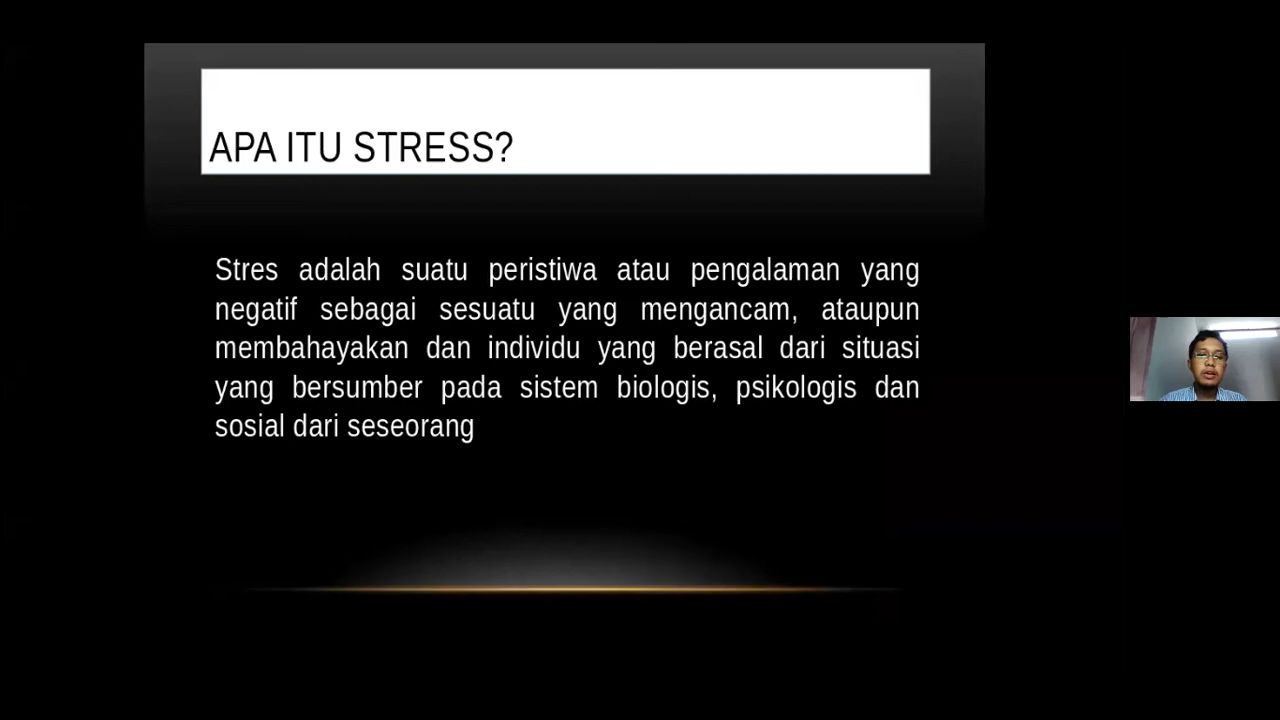 APA ITU STRESS?
Stres adalah suatu peristiwa atau pengalaman yang
negatif sebagai sesuatu yang mengancam, ataupun
membahayakan dan individu yang berasal dari situasi
yang bersumber pada sistem biologis, psikologis dan
sosial dari seseorang